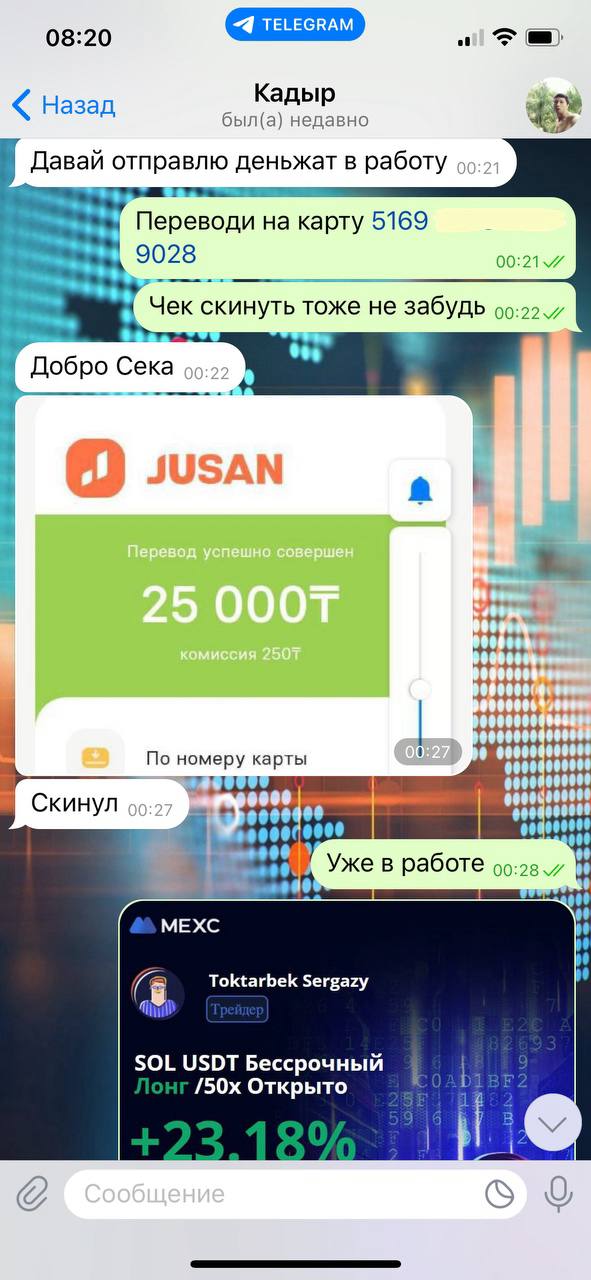 08:20
TELEGRAM
Назад
Кадыр
был(а) недавно
Давай отправлю деньжат в работу 00:21
Переводи на карту 5169
9028 00:21
Чек скинуть тоже не забудь 00:22
Добро Сека 00:22
JUSAN
Перевод успешно совершен
25 000₸
комиссия 250₸
По номеру карты
00:27
Скинул 00:27
Уже в работе 00:28
MEXC
Toktarbek Sergazy
Трейдер
SOL USDT Бессрочный
Лонг /50x Открыто
+23.18%
Сообщение